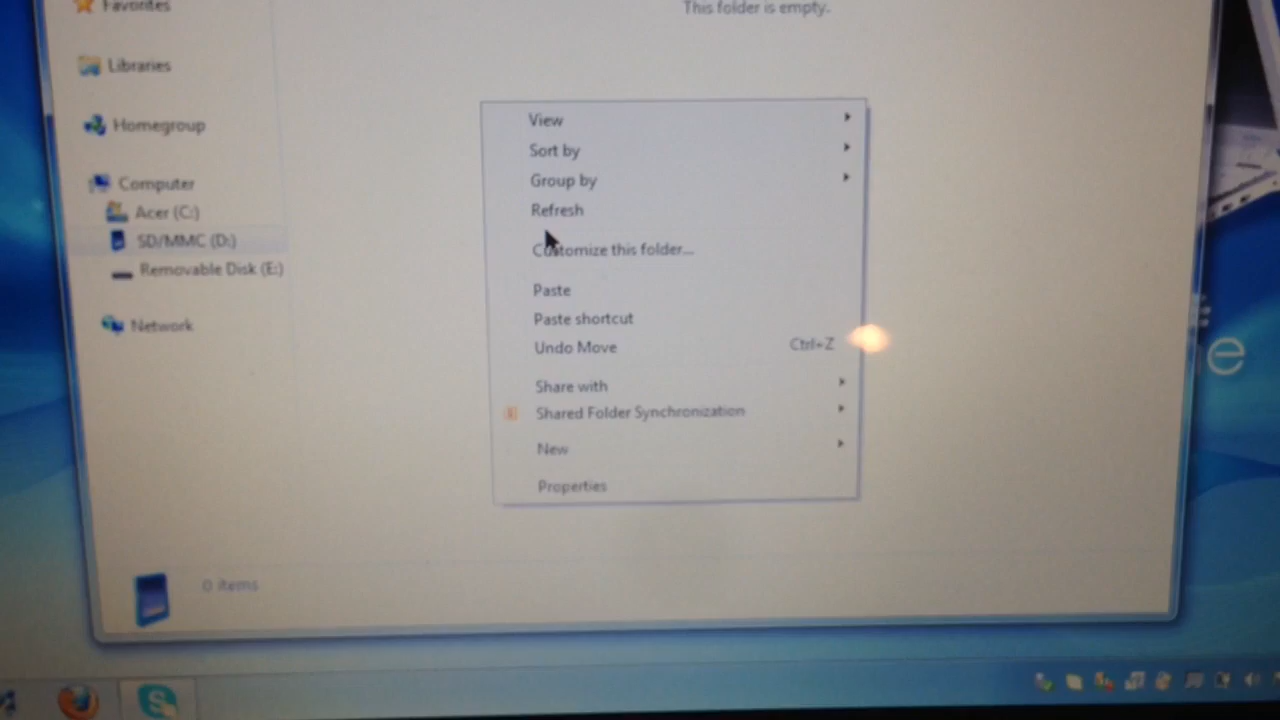 Favorites
This folder is empty.
Libraries
Homegroup
Computer
Acer (C:)
SD/MMC (D:)
Removable Disk (E:)
Network
View
Sort by
Group by
Refresh
Customize this folder...
Paste
Paste shortcut
Undo Move Ctrl+Z
Share with
Shared Folder Synchronization
New
Properties
e
0 items
S